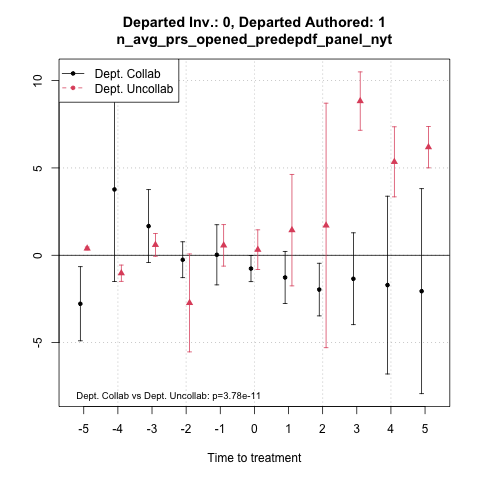 Departed Inv.: 0, Departed Authored: 1
n_avg_prs_opened_predepdf_panel_nyt
Dept. Collab
Dept. Uncollab
10
5
0
-5
Dept. Collab vs Dept. Uncollab: p=3.78e-11
-5 -4 -3 -2 -1 0 1 2 3 4 5
Time to treatment